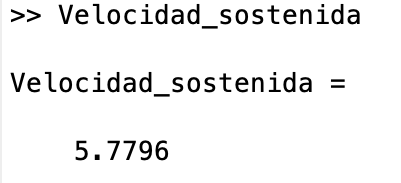 >> Velocidad_sostenida
Velocidad_sostenida =
5.7796